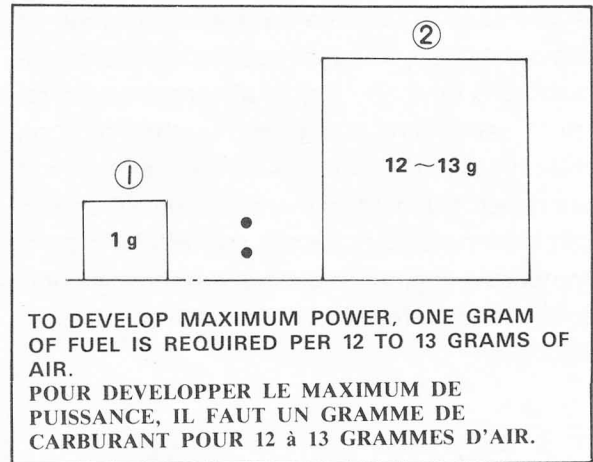 ②
①
12 ~ 13 g
1 g
TO DEVELOP MAXIMUM POWER, ONE GRAM
OF FUEL IS REQUIRED PER 12 TO 13 GRAMS OF
AIR.
POUR DEVELOPPER LE MAXIMUM DE
PUISSANCE, IL FAUT UN GRAMME DE
CARBURANT POUR 12 à 13 GRAMMES D'AIR.